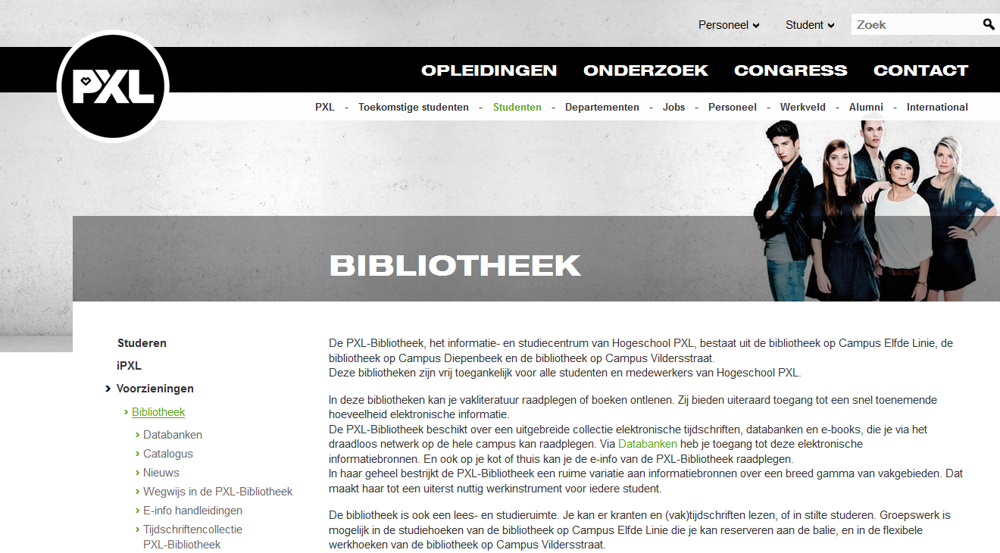 Personeel
Student
Zoek
PXL
OPLEIDINGEN ONDERZOEK CONGRESS CONTACT
PXL - Toekomstige studenten - Studenten - Departementen - Jobs - Personeel - Werkveld - Alumni - International
BIBLIOTHEEK
Studeren
iPXL
Voorzieningen
Bibliotheek
Databanken
Catalogus
Nieuws
Wegwijs in de PXL-Bibliotheek
E-info handleidingen
Tijdschriftencollectie
PXL-Bibliotheek
De PXL-Bibliotheek, het informatie- en studiecentrum van Hogeschool PXL, bestaat uit de bibliotheek op Campus Elfde Linie, de
bibliotheek op Campus Diepenbeek en de bibliotheek op Campus Vildersstraat.
Deze bibliotheken zijn vrij toegankelijk voor alle studenten en medewerkers van Hogeschool PXL.
In deze bibliotheken kan je vakliteratuur raadplegen of boeken ontlenen. Zij bieden uiteraard toegang tot een snel toenemende
hoeveelheid elektronische informatie.
De PXL-Bibliotheek beschikt over een uitgebreide collectie elektronische tijdschriften, databanken en e-books, die je via het
draadloos netwerk op de hele campus kan raadplegen. Via Databanken heb je toegang tot deze elektronische
informatiebronnen. En ook op je kot of thuis kan je de e-info van de PXL-Bibliotheek raadplegen.
In haar geheel bestrijkt de PXL-Bibliotheek een ruime variatie aan informatiebronnen over een breed gamma van vakgebieden. Dat
maakt haar tot een uiterst nuttig werkinstrument voor iedere student.
De bibliotheek is ook een lees- en studieruimte. Je kan er kranten en (vak)tijdschriften lezen, of in stilte studeren. Groepswerk is
mogelijk in de studiehoeken van de bibliotheek op Campus Elfde Linie die je kan reserveren aan de balie, en in de flexibele
werkhoeken van de bibliotheek op Campus Vildersstraat.